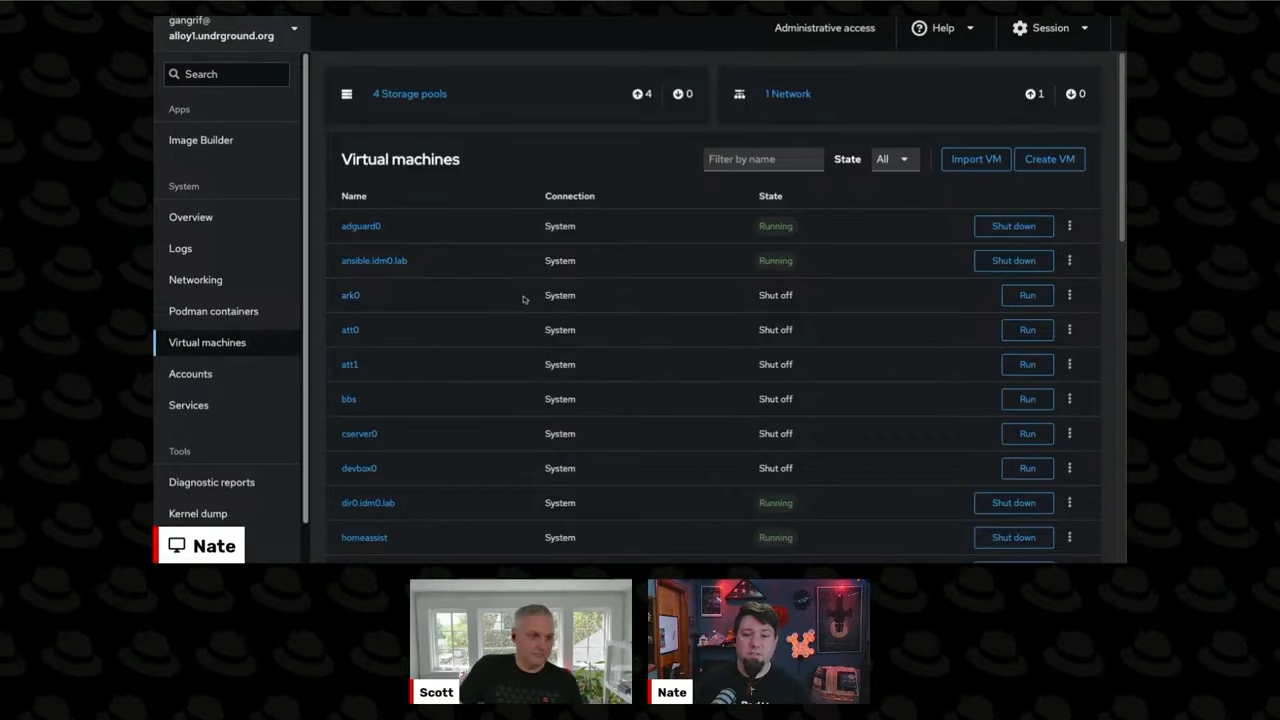 gangrif@
alloy1.undrground.org
Administrative access
Help
Session
Search
Apps
Image Builder
System
Overview
Logs
Networking
Podman containers
Virtual machines
Accounts
Services
Tools
Diagnostic reports
Kernel dump
4 Storage pools
4
0
1 Network
1
0
Virtual machines
Filter by name
State
All
Import VM
Create VM
Name Connection State
adguard0 System Running Shut down
ansible.idm0.lab System Running Shut down
ark0 System Shut off Run
att0 System Shut off Run
att1 System Shut off Run
bbs System Shut off Run
cserver0 System Shut off Run
devbox0 System Shut off Run
dir0.idm0.lab System Running Shut down
homeassist System Running Shut down
Nate
Scott
Nate